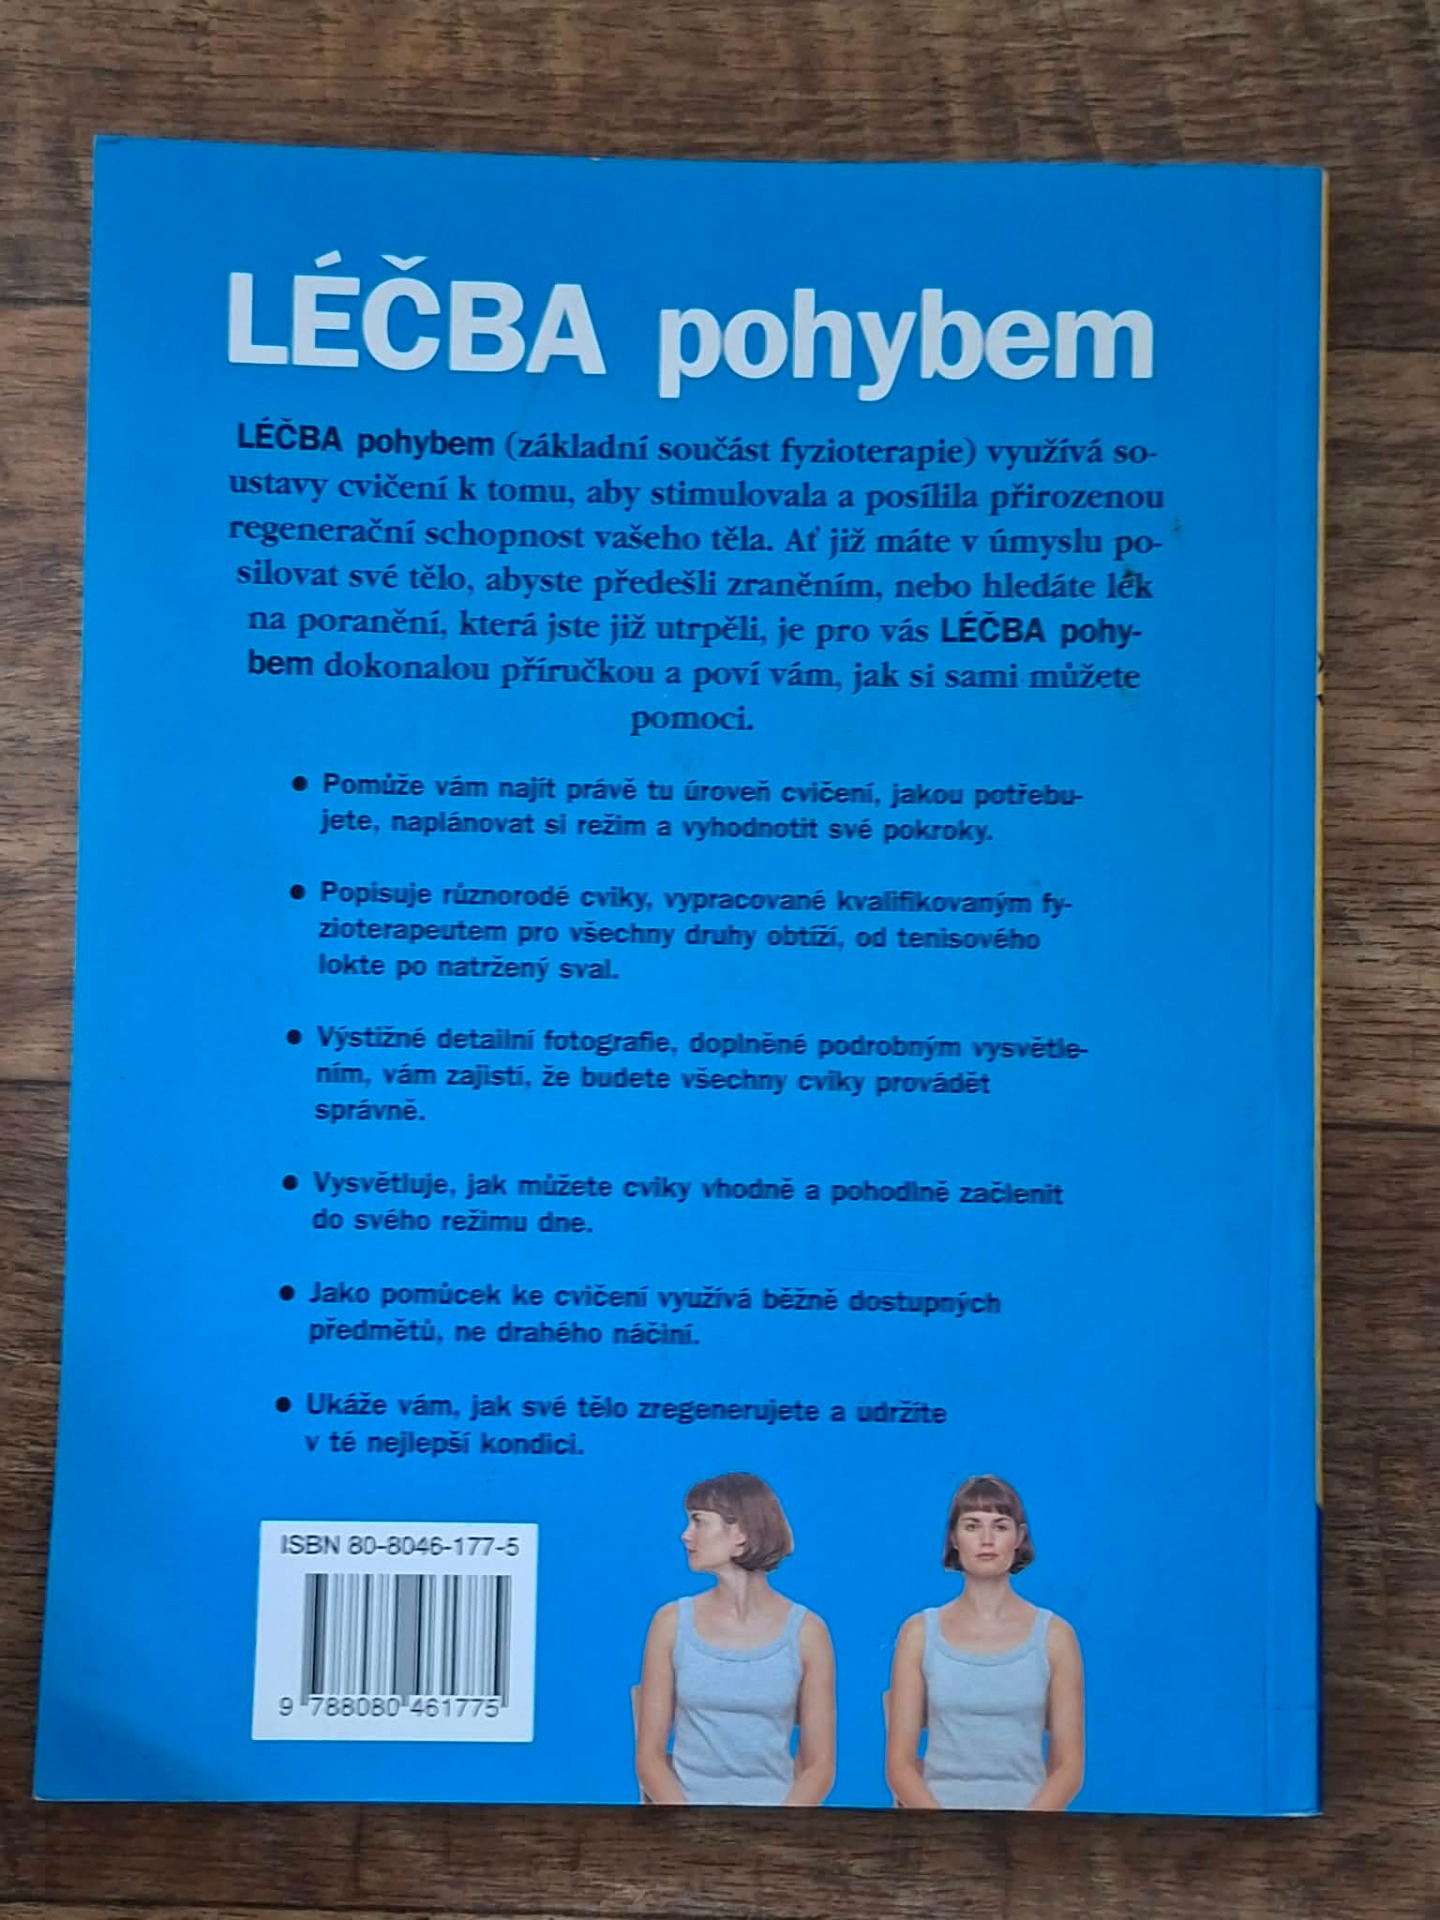 LÉČBA pohybem
LÉČBA pohybem (základní součást fyzioterapie) využívá so-
ustavy cvičení k tomu, aby stimulovala a posílila přirozenou
regenerační schopnost vašeho těla. Ať již máte v úmyslu po-
silovat své tělo, abyste předešli zraněním, nebo hledáte lék
na poranění, která jste již utrpěli, je pro vás LÉČBA pohy-
bem dokonalou příručkou a poví vám, jak si sami můžete
pomoci.
● Pomůže vám najít právě tu úroveň cvičení, jakou potřebu-
jete, naplánovat si režim a vyhodnotit své pokroky.
● Popisuje různorodé cviky, vypracované kvalifikovaným fy-
zioterapeutem pro všechny druhy obtíží, od tenisového
lokte po natržený sval.
● Výstižné detailní fotografie, doplněné podrobným vysvětle-
ním, vám zajistí, že budete všechny cviky provádět
správně.
● Vysvětluje, jak můžete cviky vhodně a pohodlně začlenit
do svého režimu dne.
● Jako pomůcek ke cvičení využívá běžně dostupných
předmětů, ne drahého náčiní.
● Ukáže vám, jak své tělo zregenerujete a udržíte
v té nejlepší kondici.
ISBN 80-8046-177-5
9 788080 461775